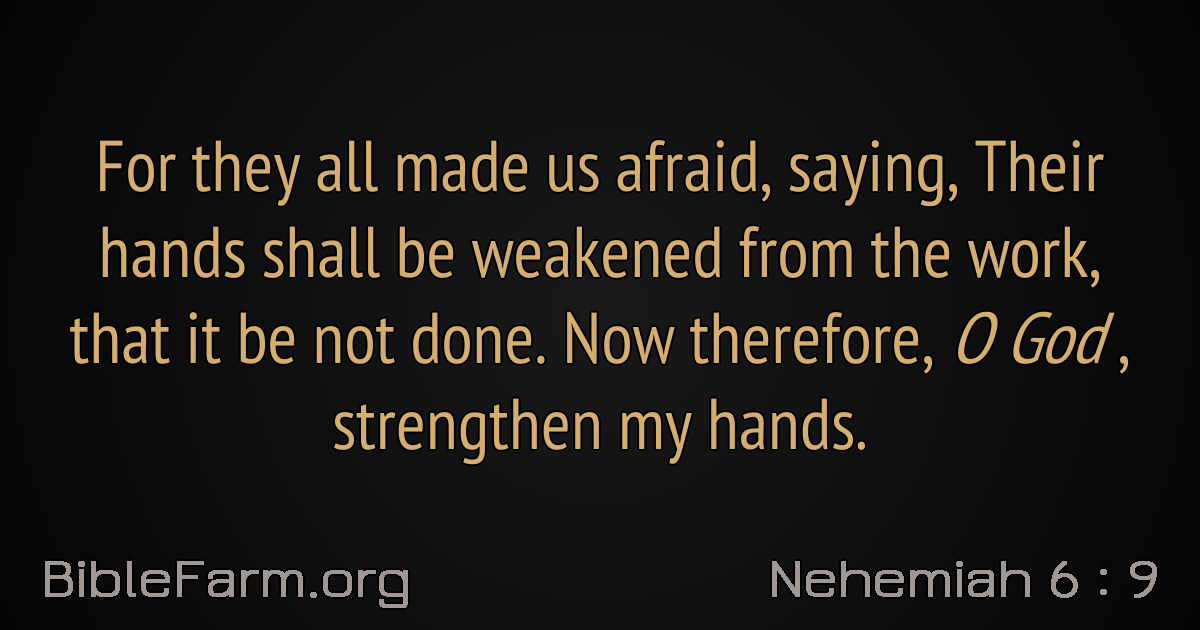 For they all made us afraid, saying, Their
hands shall be weakened from the work,
that it be not done. Now therefore, O God ,
strengthen my hands.
BibleFarm.org
Nehemiah 6 : 9